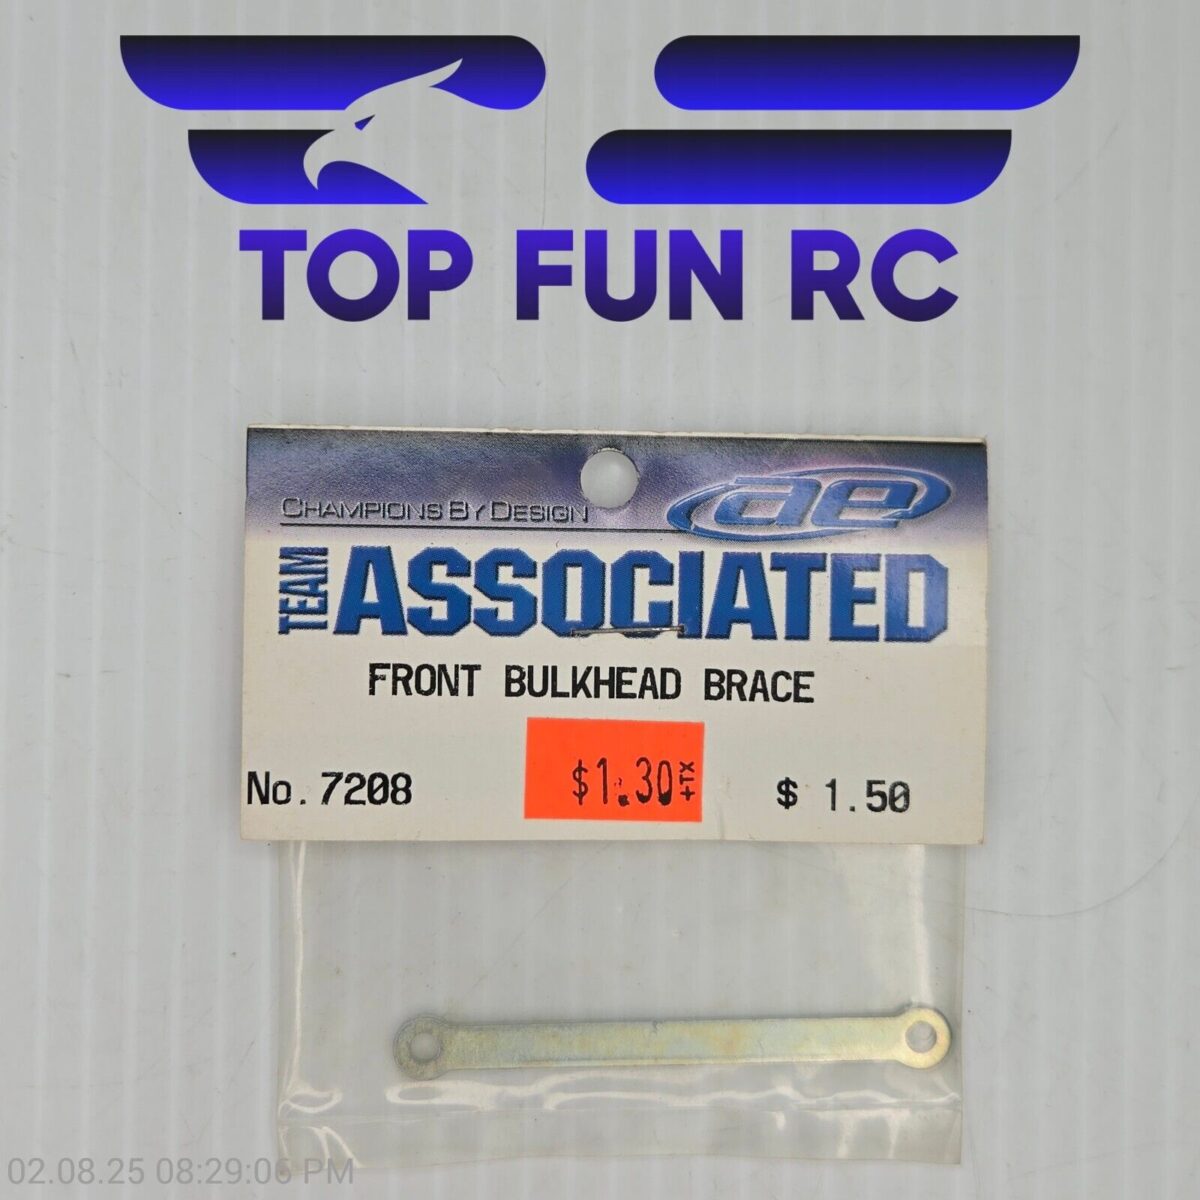 TOP FUN RC
CHAMPIONS BY DESIGN
ae
TEAM
ASSOCIATED
FRONT BULKHEAD BRACE
No. 7208
$1.30 +TX
$ 1.50
02.08.25 08:29:06 PM